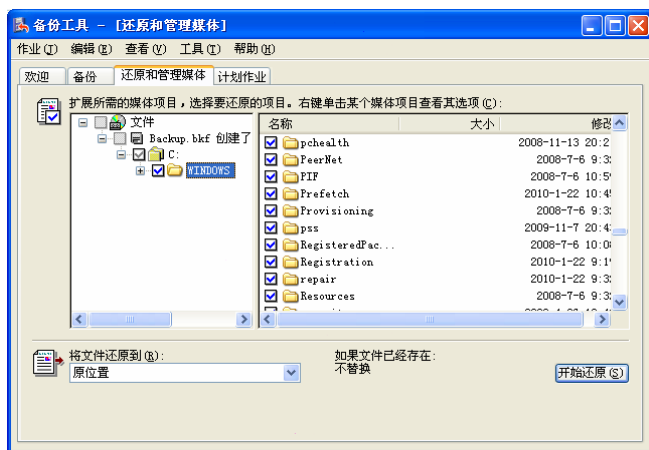 备份工具 - [还原和管理媒体]
作业(J) 编辑(E) 查看(V) 工具(T) 帮助(H)
欢迎 备份 还原和管理媒体 计划作业
扩展所需的媒体项目，选择要还原的项目。右键单击某个媒体项目查看其选项(C):
文件
Backup.bkf 创建了
C:
WINDOWS
名称 大小 修改
pchealth 2008-11-13 20:2
PeerNet 2008-7-6 9:3
PIF 2008-7-6 10:5
Prefetch 2010-1-22 10:4
Provisioning 2008-7-6 9:3
pss 2009-11-7 20:4
RegisteredPac... 2008-7-6 10:0
Registration 2010-1-22 9:1
repair 2010-1-22 9:3
Resources 2008-7-6 9:3
将文件还原到(R):
原位置
如果文件已经存在:
不替换
开始还原(S)